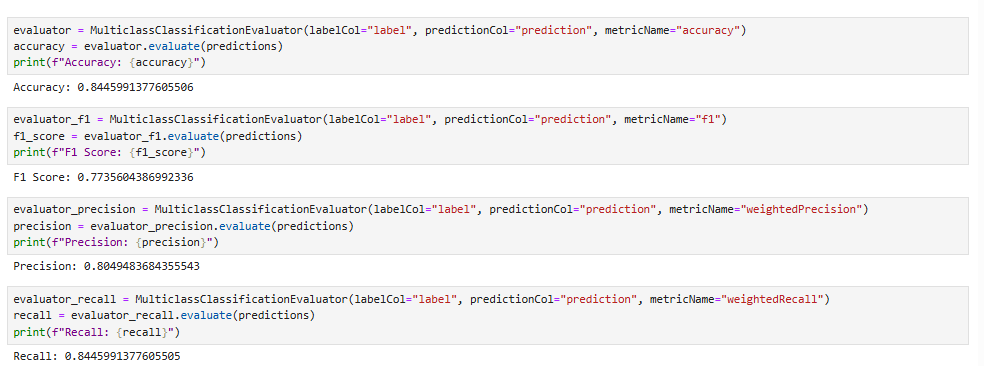 evaluator = MulticlassClassificationEvaluator(labelCol="label", predictionCol="prediction", metricName="accuracy")
accuracy = evaluator.evaluate(predictions)
print(f"Accuracy: {accuracy}")
Accuracy: 0.8445991377605506
evaluator_f1 = MulticlassClassificationEvaluator(labelCol="label", predictionCol="prediction", metricName="f1")
f1_score = evaluator_f1.evaluate(predictions)
print(f"F1 Score: {f1_score}")
F1 Score: 0.7735604386992336
evaluator_precision = MulticlassClassificationEvaluator(labelCol="label", predictionCol="prediction", metricName="weightedPrecision")
precision = evaluator_precision.evaluate(predictions)
print(f"Precision: {precision}")
Precision: 0.8049483684355543
evaluator_recall = MulticlassClassificationEvaluator(labelCol="label", predictionCol="prediction", metricName="weightedRecall")
recall = evaluator_recall.evaluate(predictions)
print(f"Recall: {recall}")
Recall: 0.8445991377605505